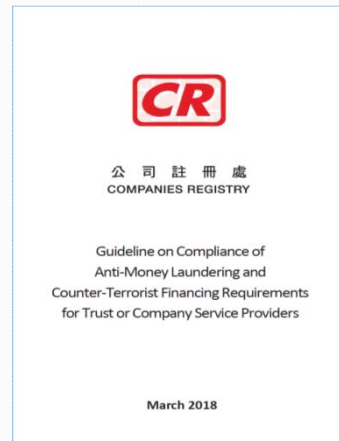 CR
公司註冊處
COMPANIES REGISTRY
Guideline on Compliance of
Anti-Money Laundering and
Counter-Terrorist Financing Requirements
for Trust or Company Service Providers
March 2018